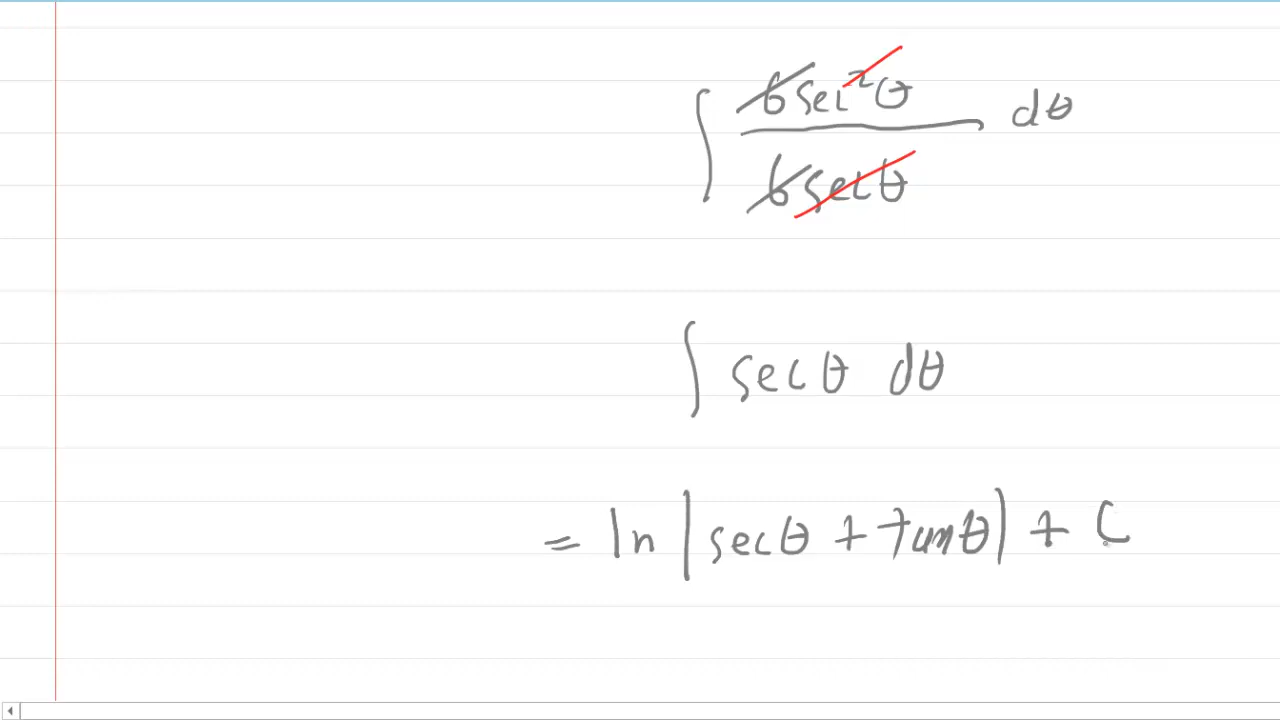 ∫ 6sec²θ / 6secθ dθ
∫ secθ dθ
= ln |secθ + tanθ| + C